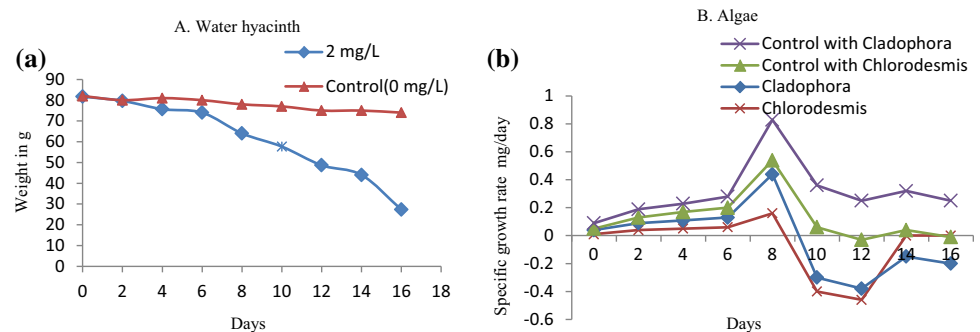 A. Water hyacinth
(a)
2 mg/L
Control(0 mg/L)
90
80
70
60
50
40
30
20
10
0
Weight in g
0 2 4 6 8 10 12 14 16 18
Days
B. Algae
(b)
Control with Cladophora
Control with Chlorodesmis
Cladophora
Chlorodesmis
1
0.8
0.6
0.4
0.2
0
-0.2
-0.4
-0.6
Specific growth rate mg/day
0 2 4 6 8 10 12 14 16
Days